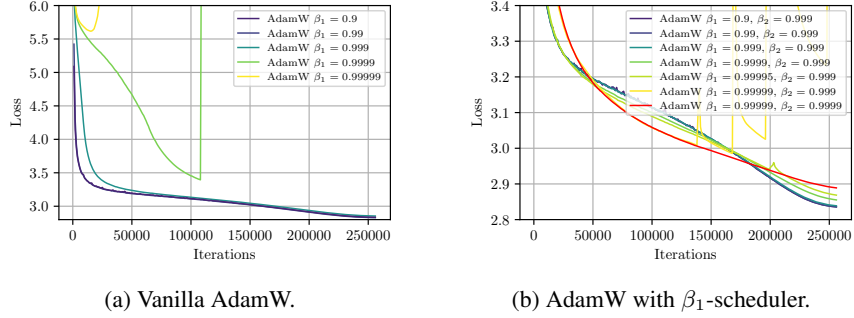 6.0
5.5
5.0
4.5
4.0
3.5
3.0
Loss
0
50000
100000
150000
200000
250000
Iterations
AdamW β₁ = 0.9
AdamW β₁ = 0.99
AdamW β₁ = 0.999
AdamW β₁ = 0.9999
AdamW β₁ = 0.99999
(a) Vanilla AdamW.
3.4
3.3
3.2
3.1
3.0
2.9
2.8
Loss
0
50000
100000
150000
200000
250000
Iterations
AdamW β₁ = 0.9, β₂ = 0.999
AdamW β₁ = 0.99, β₂ = 0.999
AdamW β₁ = 0.999, β₂ = 0.999
AdamW β₁ = 0.9999, β₂ = 0.999
AdamW β₁ = 0.99995, β₂ = 0.999
AdamW β₁ = 0.99999, β₂ = 0.999
AdamW β₁ = 0.99999, β₂ = 0.9999
(b) AdamW with β₁-scheduler.